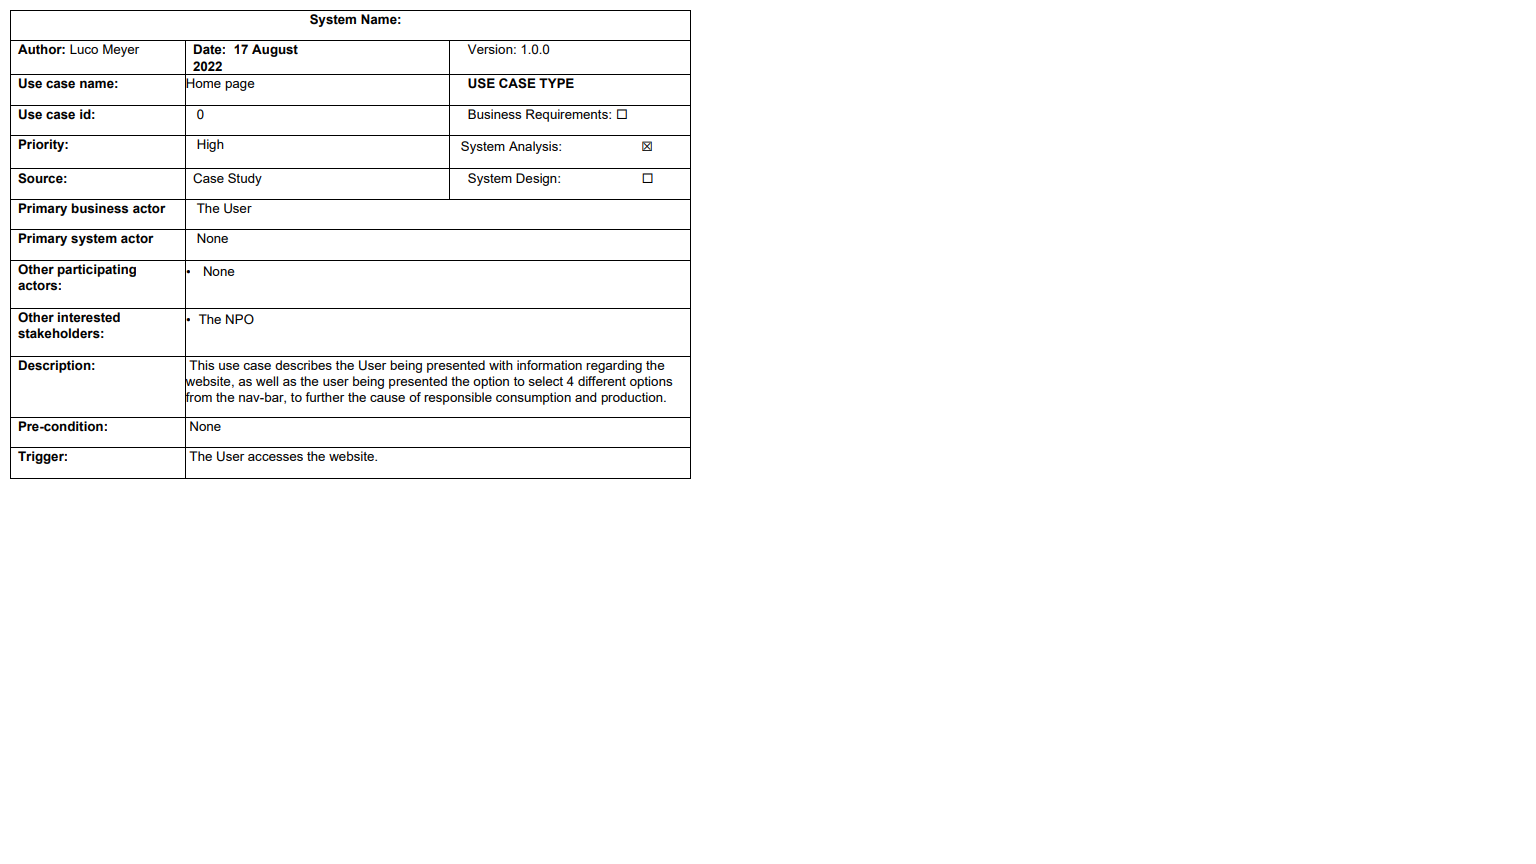 System Name:
Author: Luco Meyer
Date: 17 August
2022
Version: 1.0.0
Use case name:
Home page
USE CASE TYPE
Use case id:
0
Business Requirements: ☐
Priority:
High
System Analysis: ☒
Source:
Case Study
System Design: ☐
Primary business actor
The User
Primary system actor
None
Other participating
actors:
• None
Other interested
stakeholders:
• The NPO
Description:
This use case describes the User being presented with information regarding the
website, as well as the user being presented the option to select 4 different options
from the nav-bar, to further the cause of responsible consumption and production.
Pre-condition:
None
Trigger:
The User accesses the website.